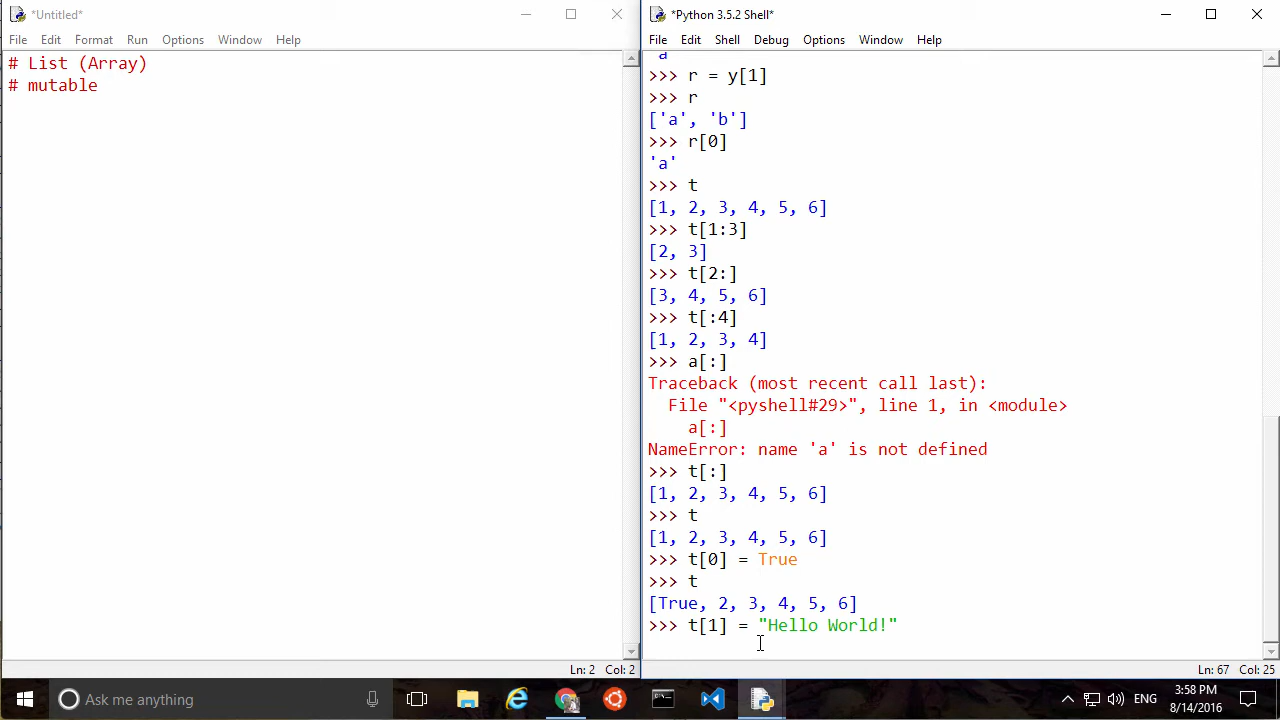 *Untitled*
File Edit Format Run Options Window Help
# List (Array)
# mutable
Ln: 2 Col: 2
*Python 3.5.2 Shell*
File Edit Shell Debug Options Window Help
'a'
>>> r = y[1]
>>> r
['a', 'b']
>>> r[0]
'a'
>>> t
[1, 2, 3, 4, 5, 6]
>>> t[1:3]
[2, 3]
>>> t[2:]
[3, 4, 5, 6]
>>> t[:4]
[1, 2, 3, 4]
>>> a[:]
Traceback (most recent call last):
  File "<pyshell#29>", line 1, in <module>
    a[:]
NameError: name 'a' is not defined
>>> t[:]
[1, 2, 3, 4, 5, 6]
>>> t
[1, 2, 3, 4, 5, 6]
>>> t[0] = True
>>> t
[True, 2, 3, 4, 5, 6]
>>> t[1] = "Hello World!"
Ln: 67 Col: 25
Ask me anything
ENG
3:58 PM
8/14/2016